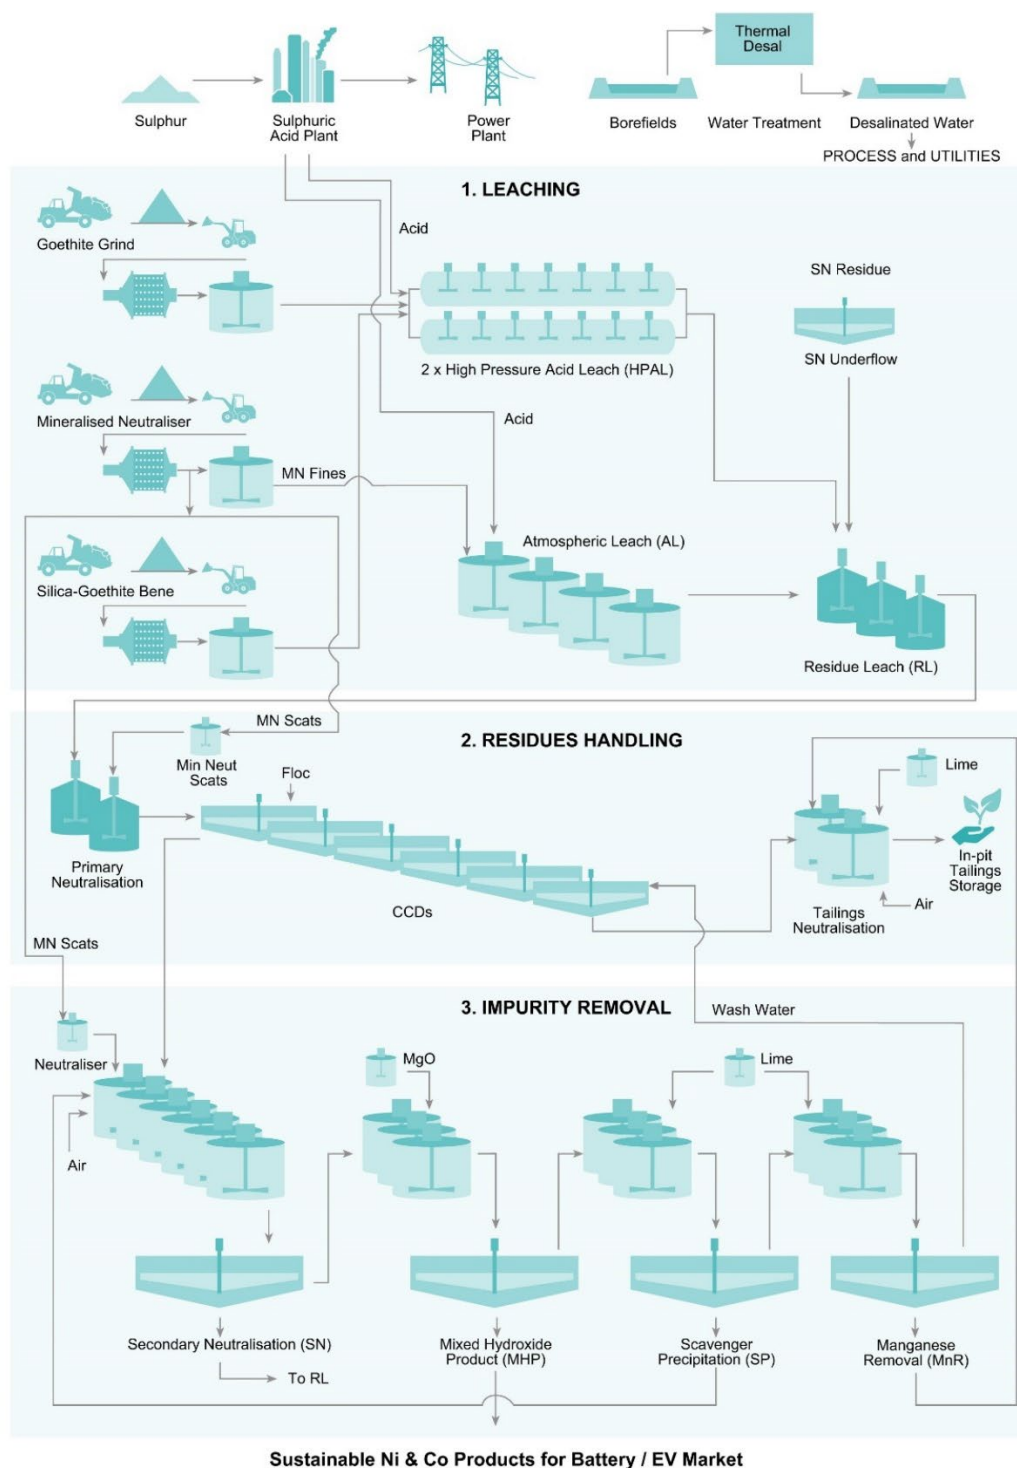 Thermal
Desal
Sulphur
Sulphuric
Acid Plant
Power
Plant
Borefields
Water Treatment
Desalinated Water
PROCESS and UTILITIES
1. LEACHING
Goethite Grind
Acid
SN Residue
SN Underflow
2 x High Pressure Acid Leach (HPAL)
Mineralised Neutraliser
Acid
MN Fines
Atmospheric Leach (AL)
Silica-Goethite Bene
Residue Leach (RL)
MN Scats
2. RESIDUES HANDLING
Min Neut
Scats
Floc
Lime
Primary
Neutralisation
CCDs
In-pit
Tailings
Storage
Air
Tailings
Neutralisation
MN Scats
3. IMPURITY REMOVAL
Wash Water
Neutraliser
MgO
Lime
Air
Secondary Neutralisation (SN)
To RL
Mixed Hydroxide
Product (MHP)
Scavenger
Precipitation (SP)
Manganese
Removal (MnR)
Sustainable Ni & Co Products for Battery / EV Market